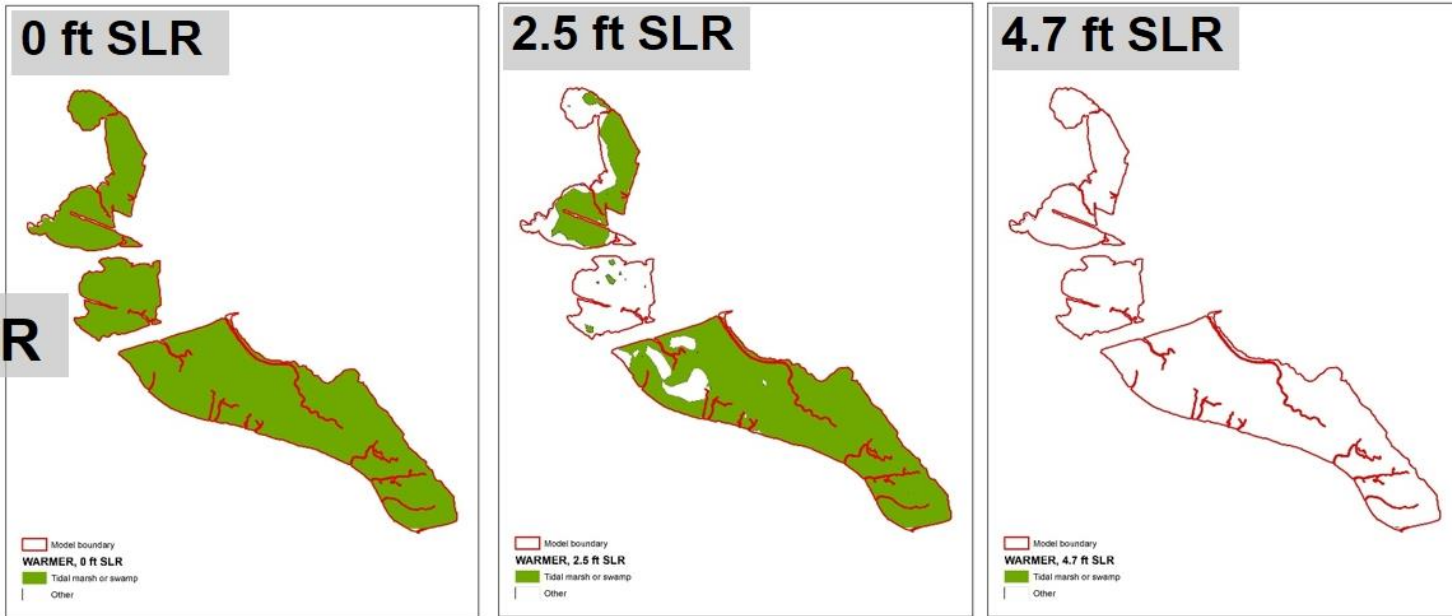 0 ft SLR
Model boundary
WARMER, 0 ft SLR
Tidal marsh or swamp
Other
R
2.5 ft SLR
Model boundary
WARMER, 2.5 ft SLR
Tidal marsh or swamp
Other
4.7 ft SLR
Model boundary
WARMER, 4.7 ft SLR
Tidal marsh or swamp
Other